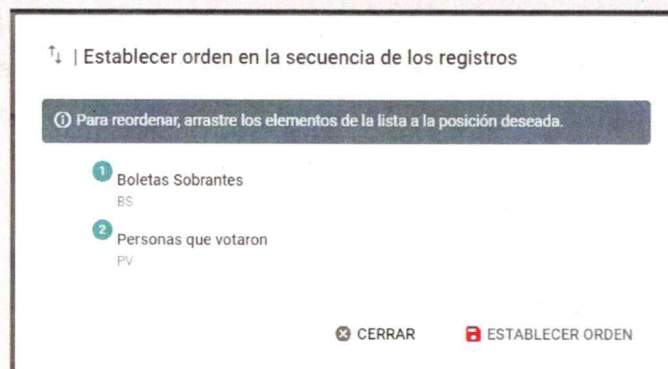 | Establecer orden en la secuencia de los registros
Para reordenar, arrastre los elementos de la lista a la posición deseada.
1 Boletas Sobrantes
BS
2 Personas que votaron
PV
CERRAR ESTABLECER ORDEN